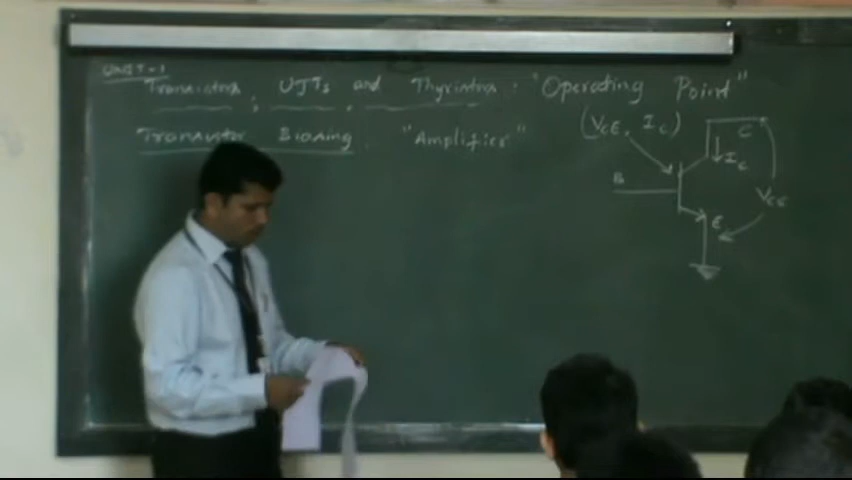 UNIT-1
Transistors, UJTs and Thyristors: "Operating Point"
Transistor Biasing: "Amplifier" (VCE, IC)
C
IC
B
VCE
E